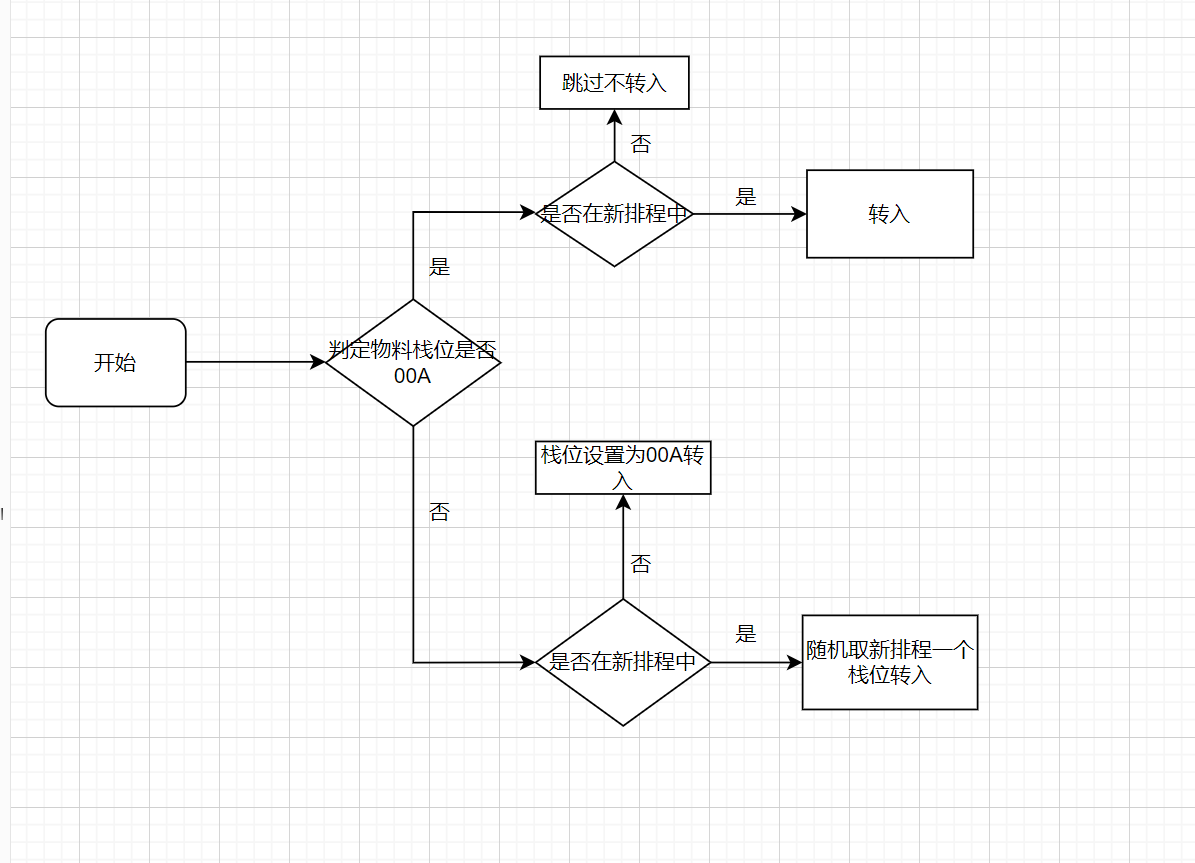 跳过不转入
否
是
是否在新排程中
转入
是
开始
判定物料栈位是否
00A
栈位设置为00A转
入
否
否
是
是否在新排程中
随机取新排程一个
栈位转入